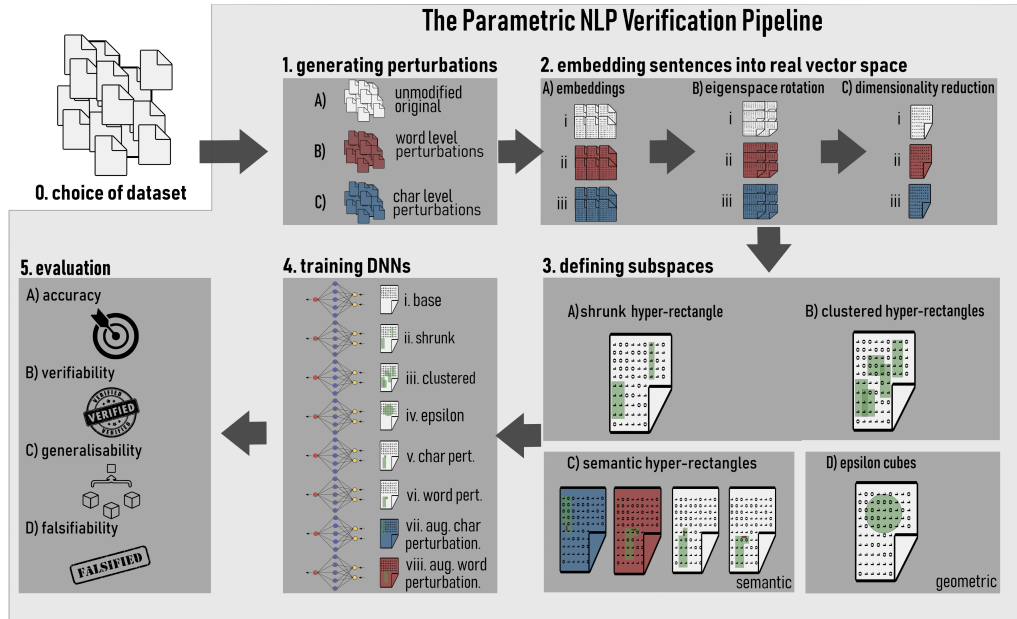 The Parametric NLP Verification Pipeline
0. choice of dataset
1. generating perturbations
A) unmodified
original
B) word level
perturbations
C) char level
perturbations
2. embedding sentences into real vector space
A) embeddings
i
ii
iii
B) eigenspace rotation
i
ii
iii
C) dimensionality reduction
i
ii
iii
3. defining subspaces
A) shrunk hyper-rectangle
B) clustered hyper-rectangles
C) semantic hyper-rectangles
semantic
D) epsilon cubes
geometric
4. training DNNs
i. base
ii. shrunk
iii. clustered
iv. epsilon
v. char pert.
vi. word pert.
vii. aug. char
perturbation.
viii. aug. word
perturbation.
5. evaluation
A) accuracy
B) verifiability
VERIFIED
VERIFIED
VERIFIED
C) generalisability
D) falsifiability
FALSIFIED